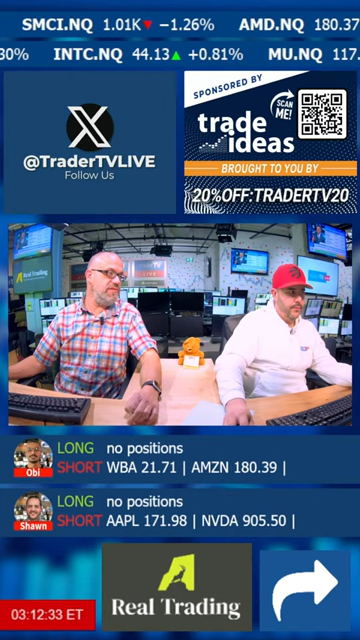 SMCI.NQ 1.01K▼ −1.26% AMD.NQ 180.37
30% INTC.NQ 44.13▲ +0.81% MU.NQ 117.
X
@TraderTVLIVE
Follow Us
SPONSORED BY
SCAN ME!
trade ideas
BROUGHT TO YOU BY
20%OFF:TRADERTV20
Real Trading
Obi
LONG no positions
SHORT WBA 21.71 | AMZN 180.39 |
Shawn
LONG no positions
SHORT AAPL 171.98 | NVDA 905.50 |
03:12:33 ET
Real Trading